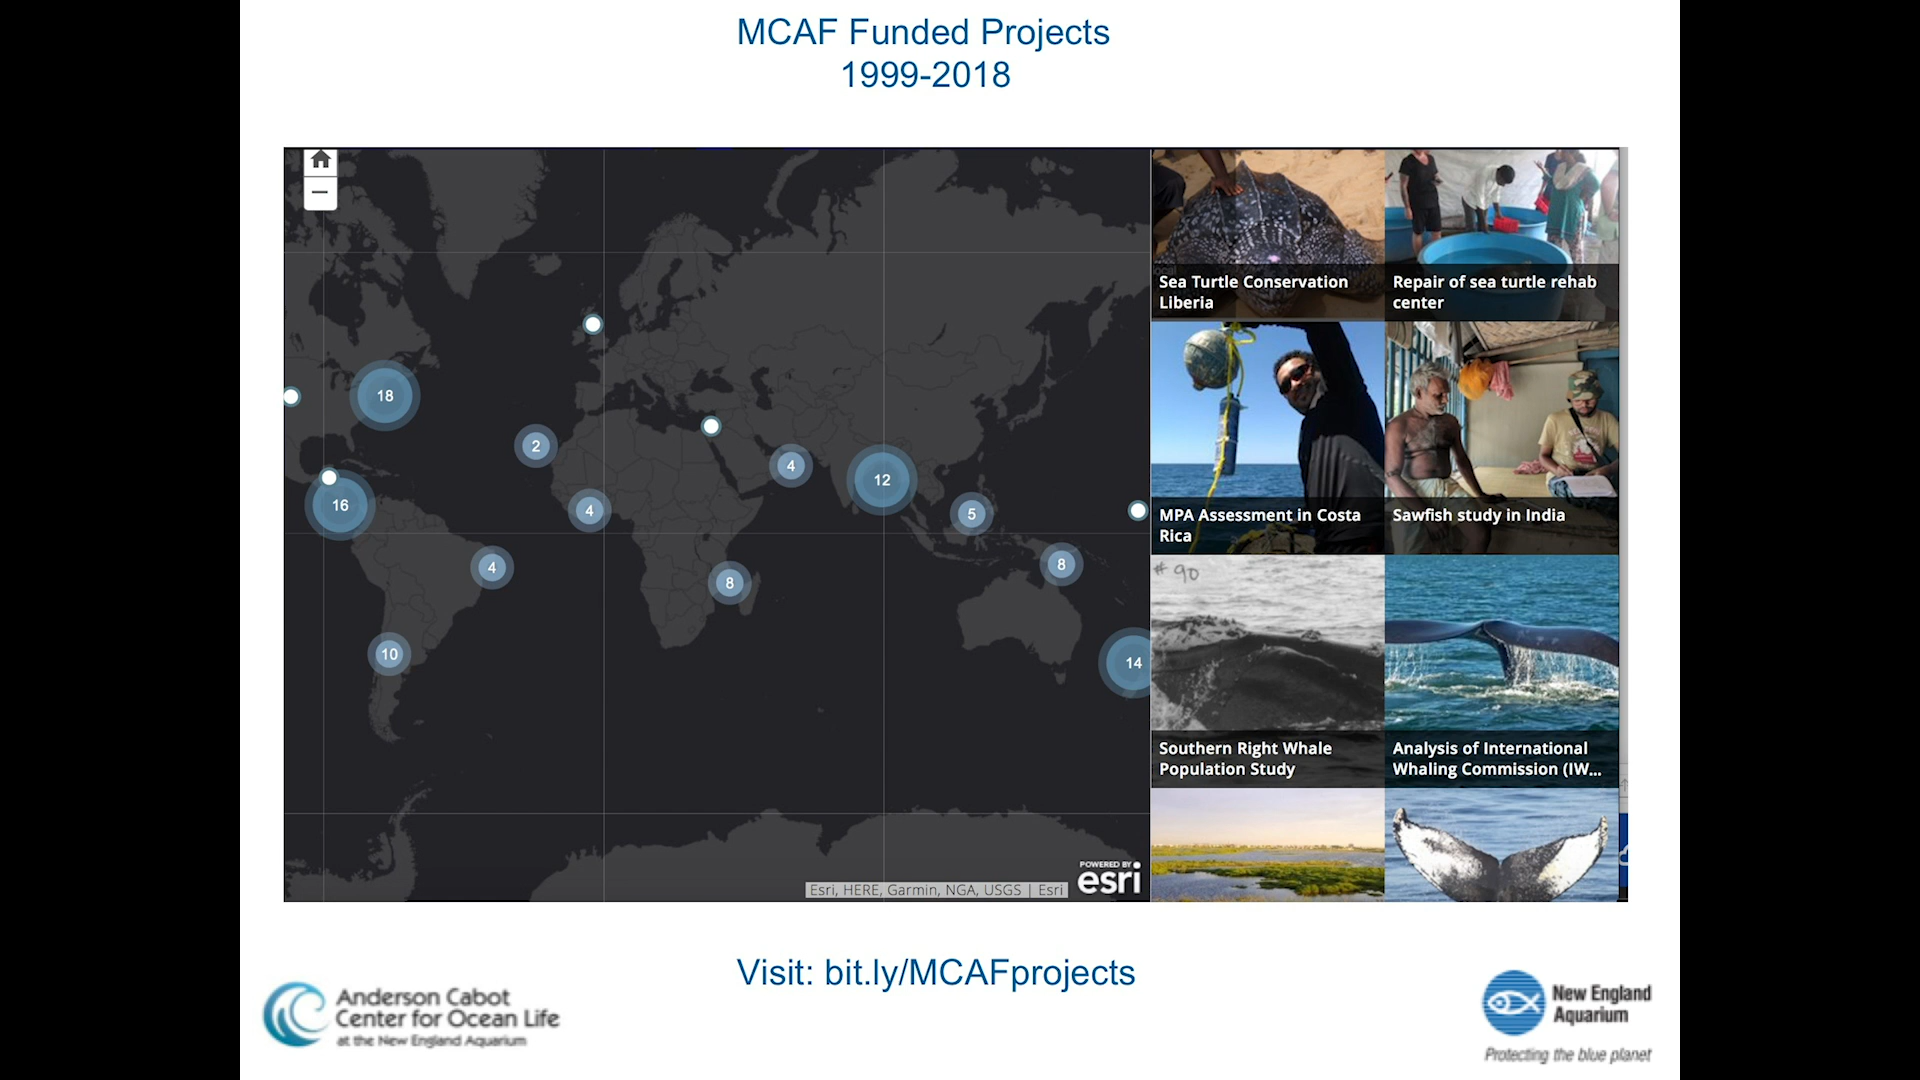 MCAF Funded Projects
1999-2018
18
2
4
12
16
4
5
4
8
8
10
14
POWERED BY
esri
Esri, HERE, Garmin, NGA, USGS | Esri
Sea Turtle Conservation
Liberia
Repair of sea turtle rehab
center
MPA Assessment in Costa
Rica
Sawfish study in India
# 90
Southern Right Whale
Population Study
Analysis of International
Whaling Commission (IW...
Visit: bit.ly/MCAFprojects
Anderson Cabot
Center for Ocean Life
at the New England Aquarium
New England
Aquarium
Protecting the blue planet